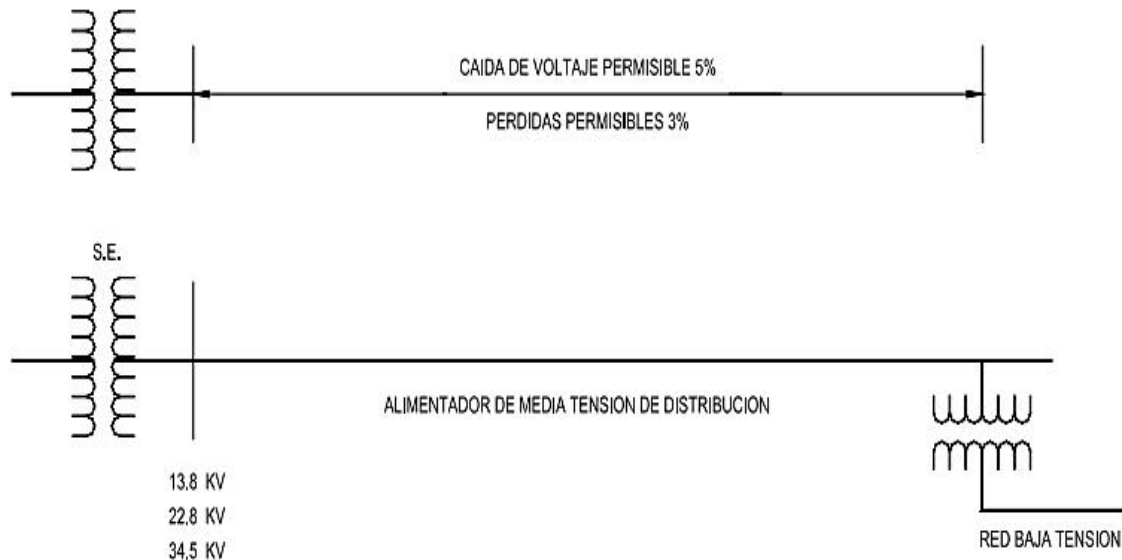 CAIDA DE VOLTAJE PERMISIBLE 5%
PERDIDAS PERMISIBLES 3%
S.E.
ALIMENTADOR DE MEDIA TENSION DE DISTRIBUCION
13.8 KV
22.8 KV
34.5 KV
RED BAJA TENSION